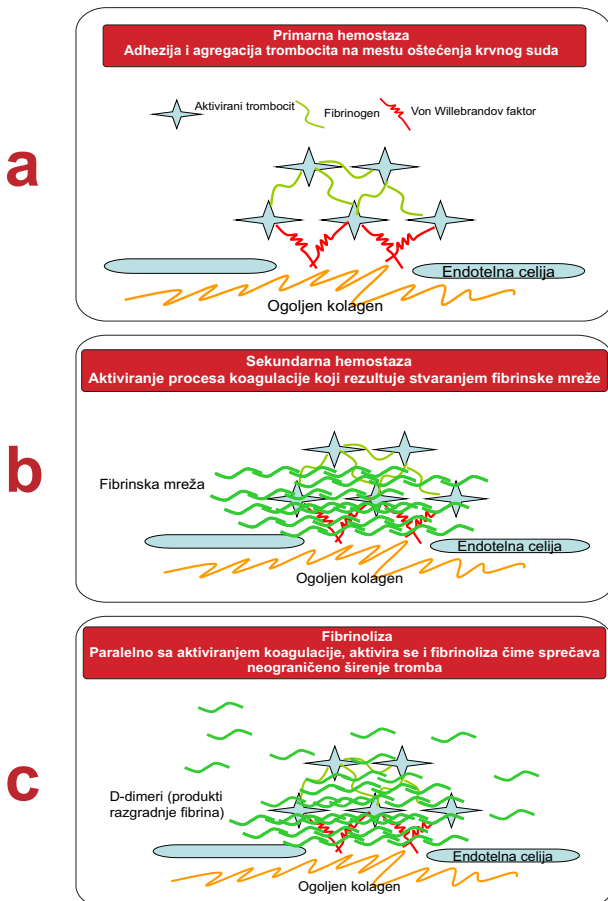 a
Primarna hemostaza
Adhezija i agregacija trombocita na mestu oštećenja krvnog suda
Aktivirani trombocit
Fibrinogen
Von Willebrandov faktor
Endotelna celija
Ogoljen kolagen
b
Sekundarna hemostaza
Aktiviranje procesa koagulacije koji rezultuje stvaranjem fibrinske mreže
Fibrinska mreža
Endotelna celija
Ogoljen kolagen
c
Fibrinoliza
Paralelno sa aktiviranjem koagulacije, aktivira se i fibrinoliza čime sprečava
neograničeno širenje tromba
D-dimeri (produkti
razgradnje fibrina)
Endotelna celija
Ogoljen kolagen